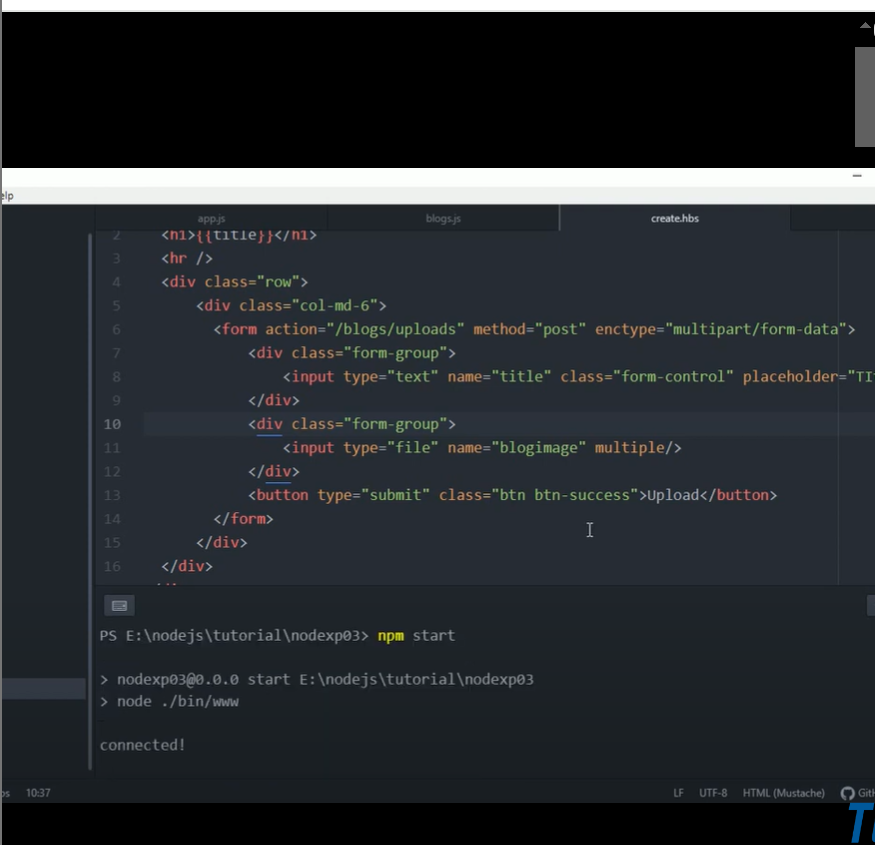 elp
app.js blogs.js create.hbs
2 <h1>{{title}}</h1>
3 <hr />
4 <div class="row">
5 <div class="col-md-6">
6 <form action="/blogs/uploads" method="post" enctype="multipart/form-data">
7 <div class="form-group">
8 <input type="text" name="title" class="form-control" placeholder="TIt
9 </div>
10 <div class="form-group">
11 <input type="file" name="blogimage" multiple/>
12 </div>
13 <button type="submit" class="btn btn-success">Upload</button>
14 </form>
15 </div>
16 </div>
PS E:\nodejs\tutorial\nodexp03> npm start
> nodexp03@0.0.0 start E:\nodejs\tutorial\nodexp03
> node ./bin/www
connected!
10:37 LF UTF-8 HTML (Mustache) GitH